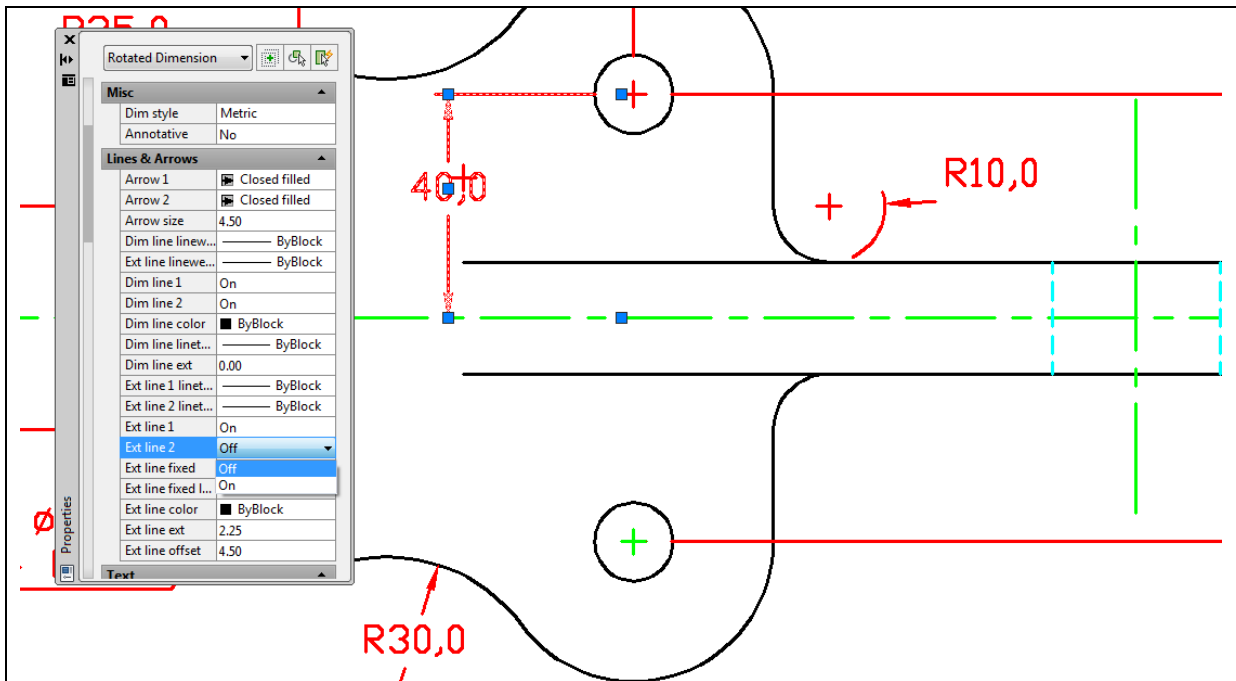 R25,0
Rotated Dimension
Misc
Dim style Metric
Annotative No
Lines & Arrows
Arrow 1 Closed filled
Arrow 2 Closed filled
Arrow size 4.50
Dim line linew... ByBlock
Ext line linewe... ByBlock
Dim line 1 On
Dim line 2 On
Dim line color ByBlock
Dim line linet... ByBlock
Dim line ext 0.00
Ext line 1 linet... ByBlock
Ext line 2 linet... ByBlock
Ext line 1 On
Ext line 2 Off
Ext line fixed Off
Ext line fixed l... On
Ext line color ByBlock
Ext line ext 2.25
Ext line offset 4.50
Text
Properties
ø
40,0
R10,0
R30,0